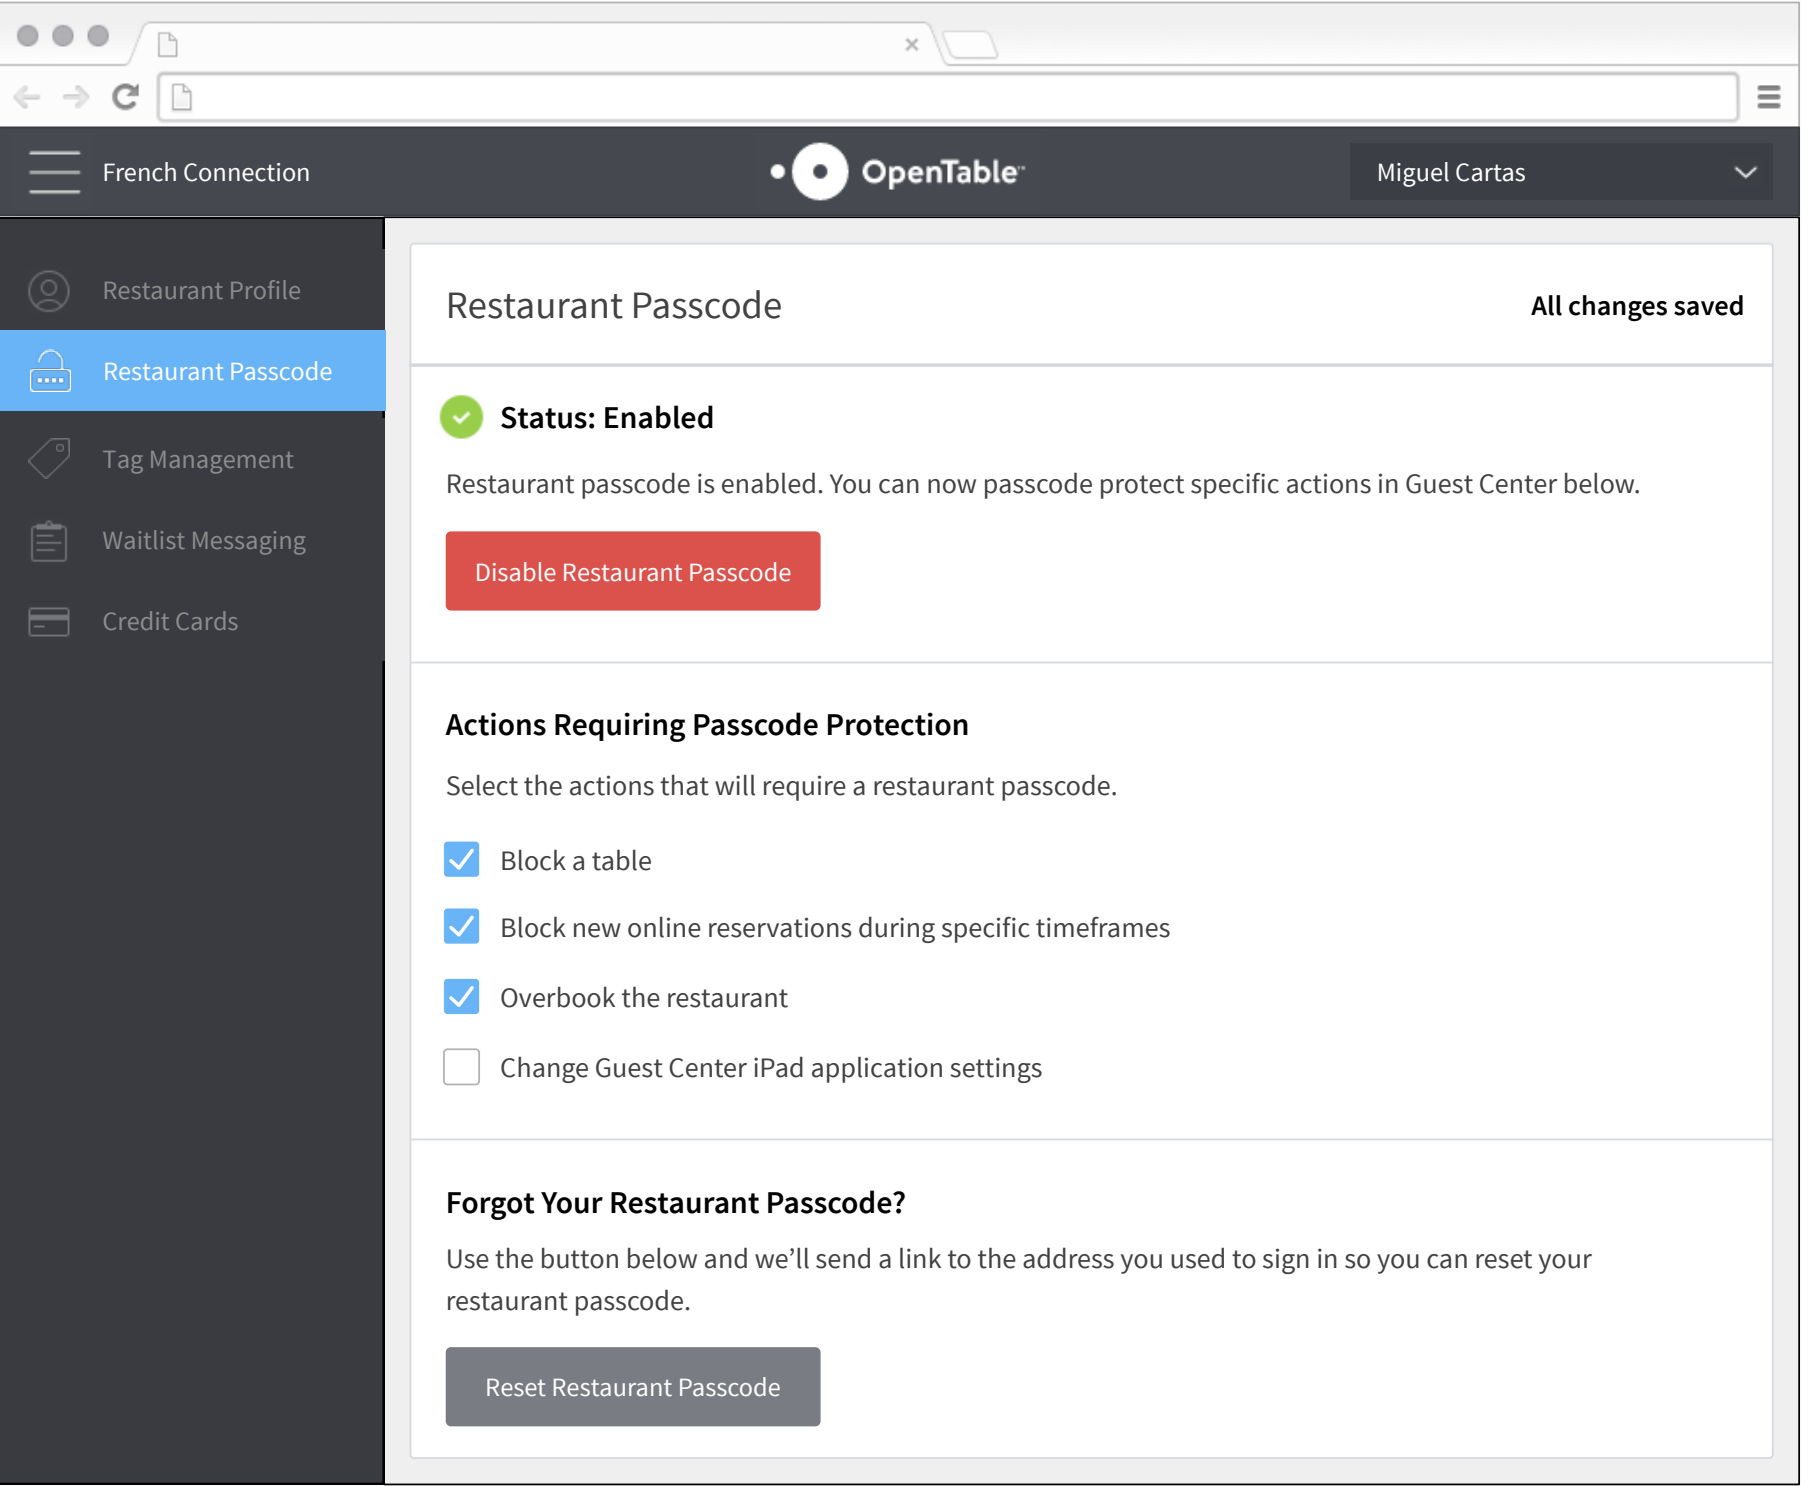 French Connection
OpenTable™
Miguel Cartas
Restaurant Profile
Restaurant Passcode
Tag Management
Waitlist Messaging
Credit Cards
Restaurant Passcode
All changes saved
Status: Enabled
Restaurant passcode is enabled. You can now passcode protect specific actions in Guest Center below.
Disable Restaurant Passcode
Actions Requiring Passcode Protection
Select the actions that will require a restaurant passcode.
Block a table
Block new online reservations during specific timeframes
Overbook the restaurant
Change Guest Center iPad application settings
Forgot Your Restaurant Passcode?
Use the button below and we’ll send a link to the address you used to sign in so you can reset your
restaurant passcode.
Reset Restaurant Passcode